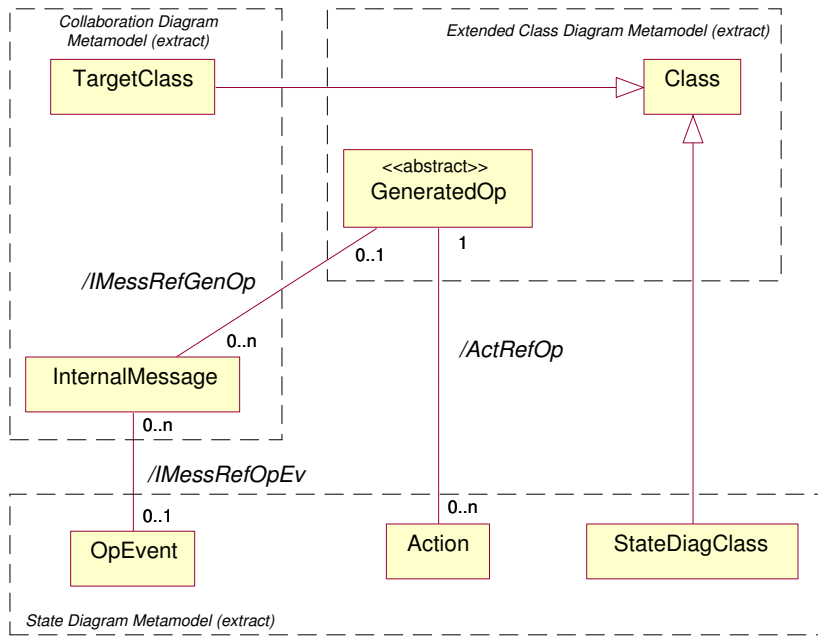 Collaboration Diagram
Metamodel (extract)
Extended Class Diagram Metamodel (extract)
TargetClass
Class
<<abstract>>
GeneratedOp
0..1
1
/IMessRefGenOp
0..n
/ActRefOp
InternalMessage
0..n
/IMessRefOpEv
0..1
0..n
OpEvent
Action
StateDiagClass
State Diagram Metamodel (extract)